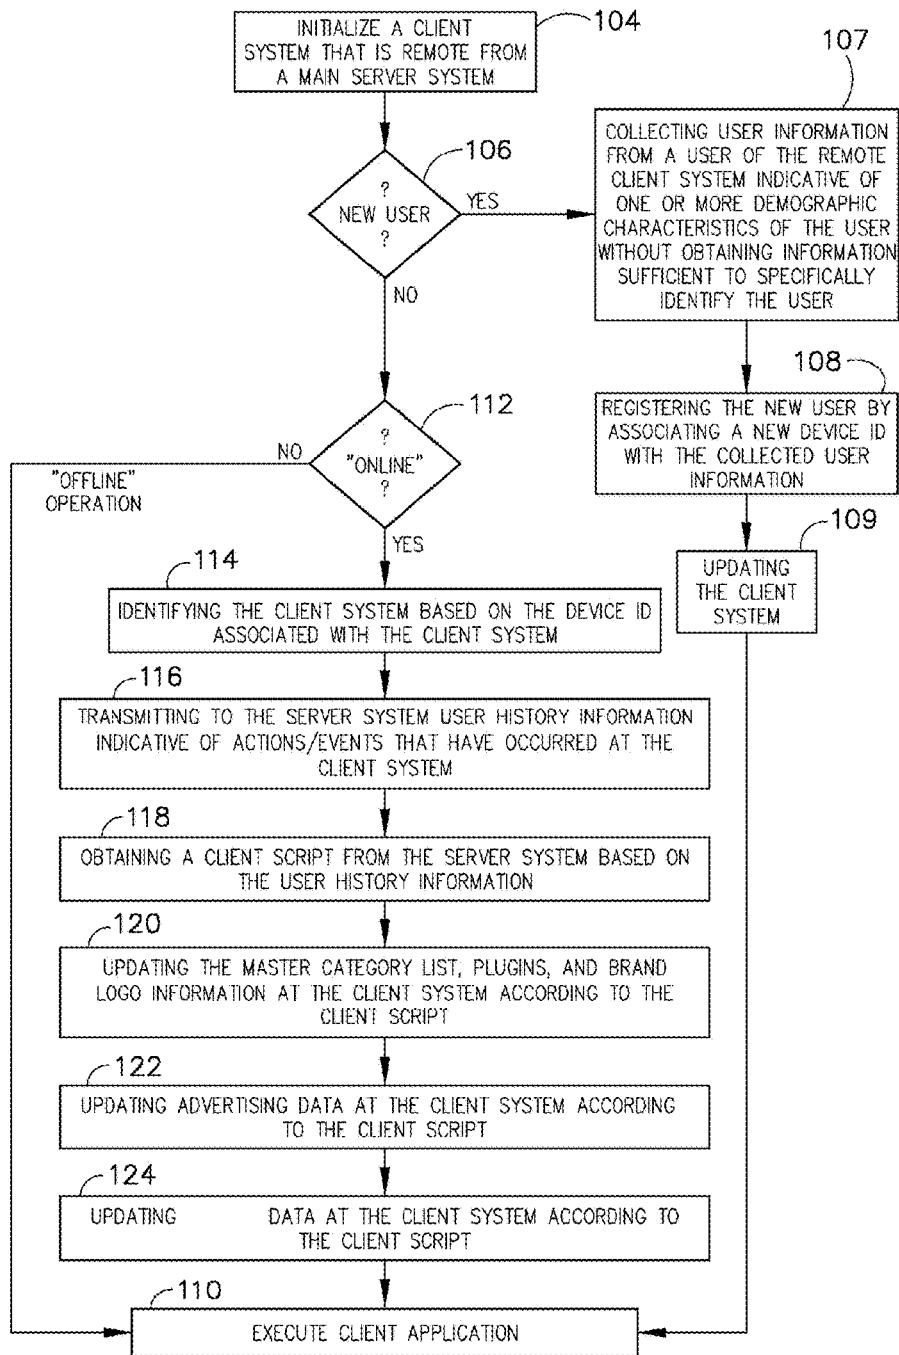 104
INITIALIZE A CLIENT
SYSTEM THAT IS REMOTE FROM
A MAIN SERVER SYSTEM
106
?
NEW USER
?
YES
NO
107
COLLECTING USER INFORMATION
FROM A USER OF THE REMOTE
CLIENT SYSTEM INDICATIVE OF
ONE OR MORE DEMOGRAPHIC
CHARACTERISTICS OF THE USER
WITHOUT OBTAINING INFORMATION
SUFFICIENT TO SPECIFICALLY
IDENTIFY THE USER
108
REGISTERING THE NEW USER BY
ASSOCIATING A NEW DEVICE ID
WITH THE COLLECTED USER
INFORMATION
109
UPDATING
THE CLIENT
SYSTEM
112
?
"ONLINE"
?
NO
"OFFLINE"
OPERATION
YES
114
IDENTIFYING THE CLIENT SYSTEM BASED ON THE DEVICE ID
ASSOCIATED WITH THE CLIENT SYSTEM
116
TRANSMITTING TO THE SERVER SYSTEM USER HISTORY INFORMATION
INDICATIVE OF ACTIONS/EVENTS THAT HAVE OCCURRED AT THE
CLIENT SYSTEM
118
OBTAINING A CLIENT SCRIPT FROM THE SERVER SYSTEM BASED ON
THE USER HISTORY INFORMATION
120
UPDATING THE MASTER CATEGORY LIST, PLUGINS, AND BRAND
LOGO INFORMATION AT THE CLIENT SYSTEM ACCORDING TO THE
CLIENT SCRIPT
122
UPDATING ADVERTISING DATA AT THE CLIENT SYSTEM ACCORDING
TO THE CLIENT SCRIPT
124
UPDATING DATA AT THE CLIENT SYSTEM ACCORDING TO
THE CLIENT SCRIPT
110
EXECUTE CLIENT APPLICATION